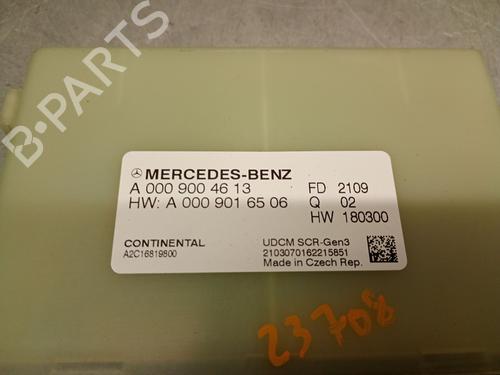 MERCEDES-BENZ
A 000 900 46 13
HW: A 000 901 65 06
FD 2109
Q 02
HW 180300
CONTINENTAL
A2C16819800
UDCM SCR-Gen3
2103070162215851
Made in Czech Rep.
23708
B-PARTS